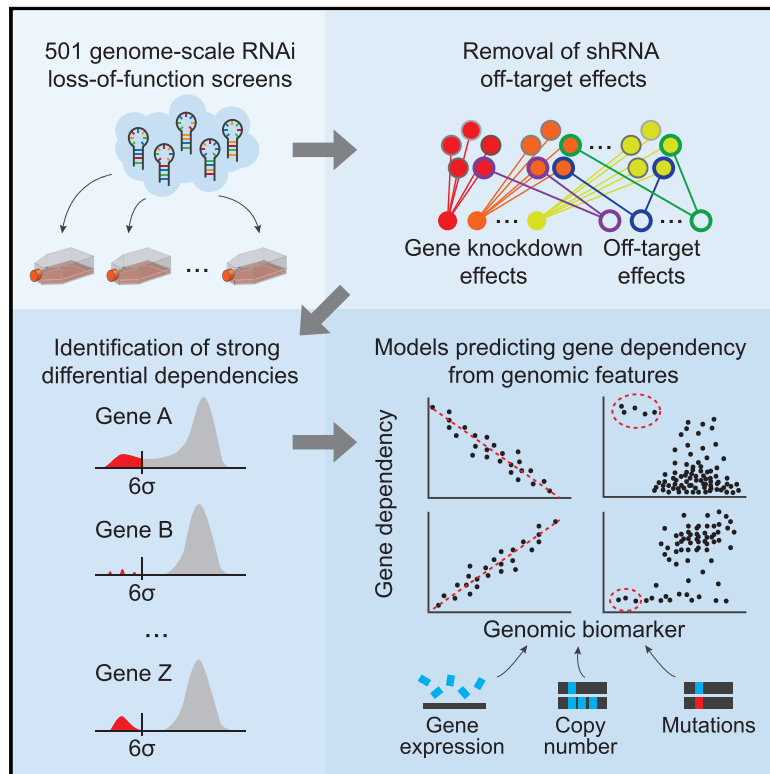 501 genome-scale RNAi
loss-of-function screens
...
Removal of shRNA
off-target effects
...
... ...
Gene knockdown
effects
Off-target
effects
Identification of strong
differential dependencies
Gene A
6σ
Gene B
6σ
...
Gene Z
6σ
Models predicting gene dependency
from genomic features
Gene dependency
Genomic biomarker
Gene
expression
Copy
number
Mutations